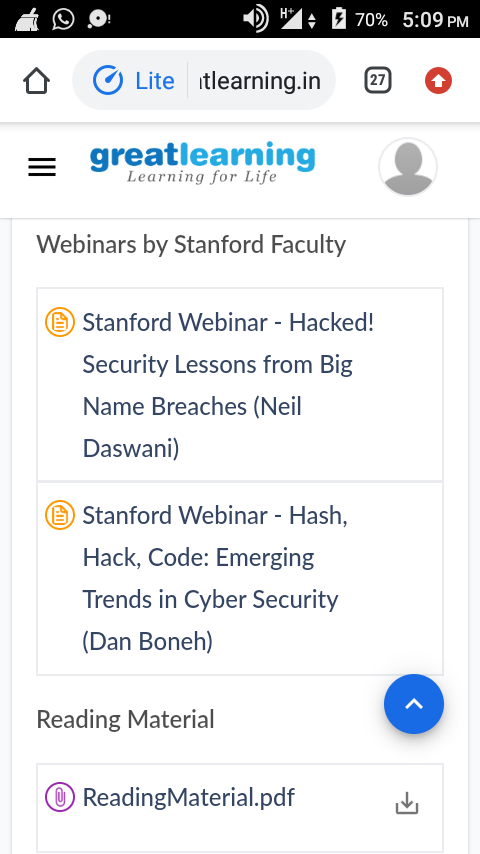 H+ 70% 5:09 PM
Lite tlearning.in 27
greatlearning
Learning for Life
Webinars by Stanford Faculty
Stanford Webinar - Hacked!
Security Lessons from Big
Name Breaches (Neil
Daswani)
Stanford Webinar - Hash,
Hack, Code: Emerging
Trends in Cyber Security
(Dan Boneh)
Reading Material
ReadingMaterial.pdf